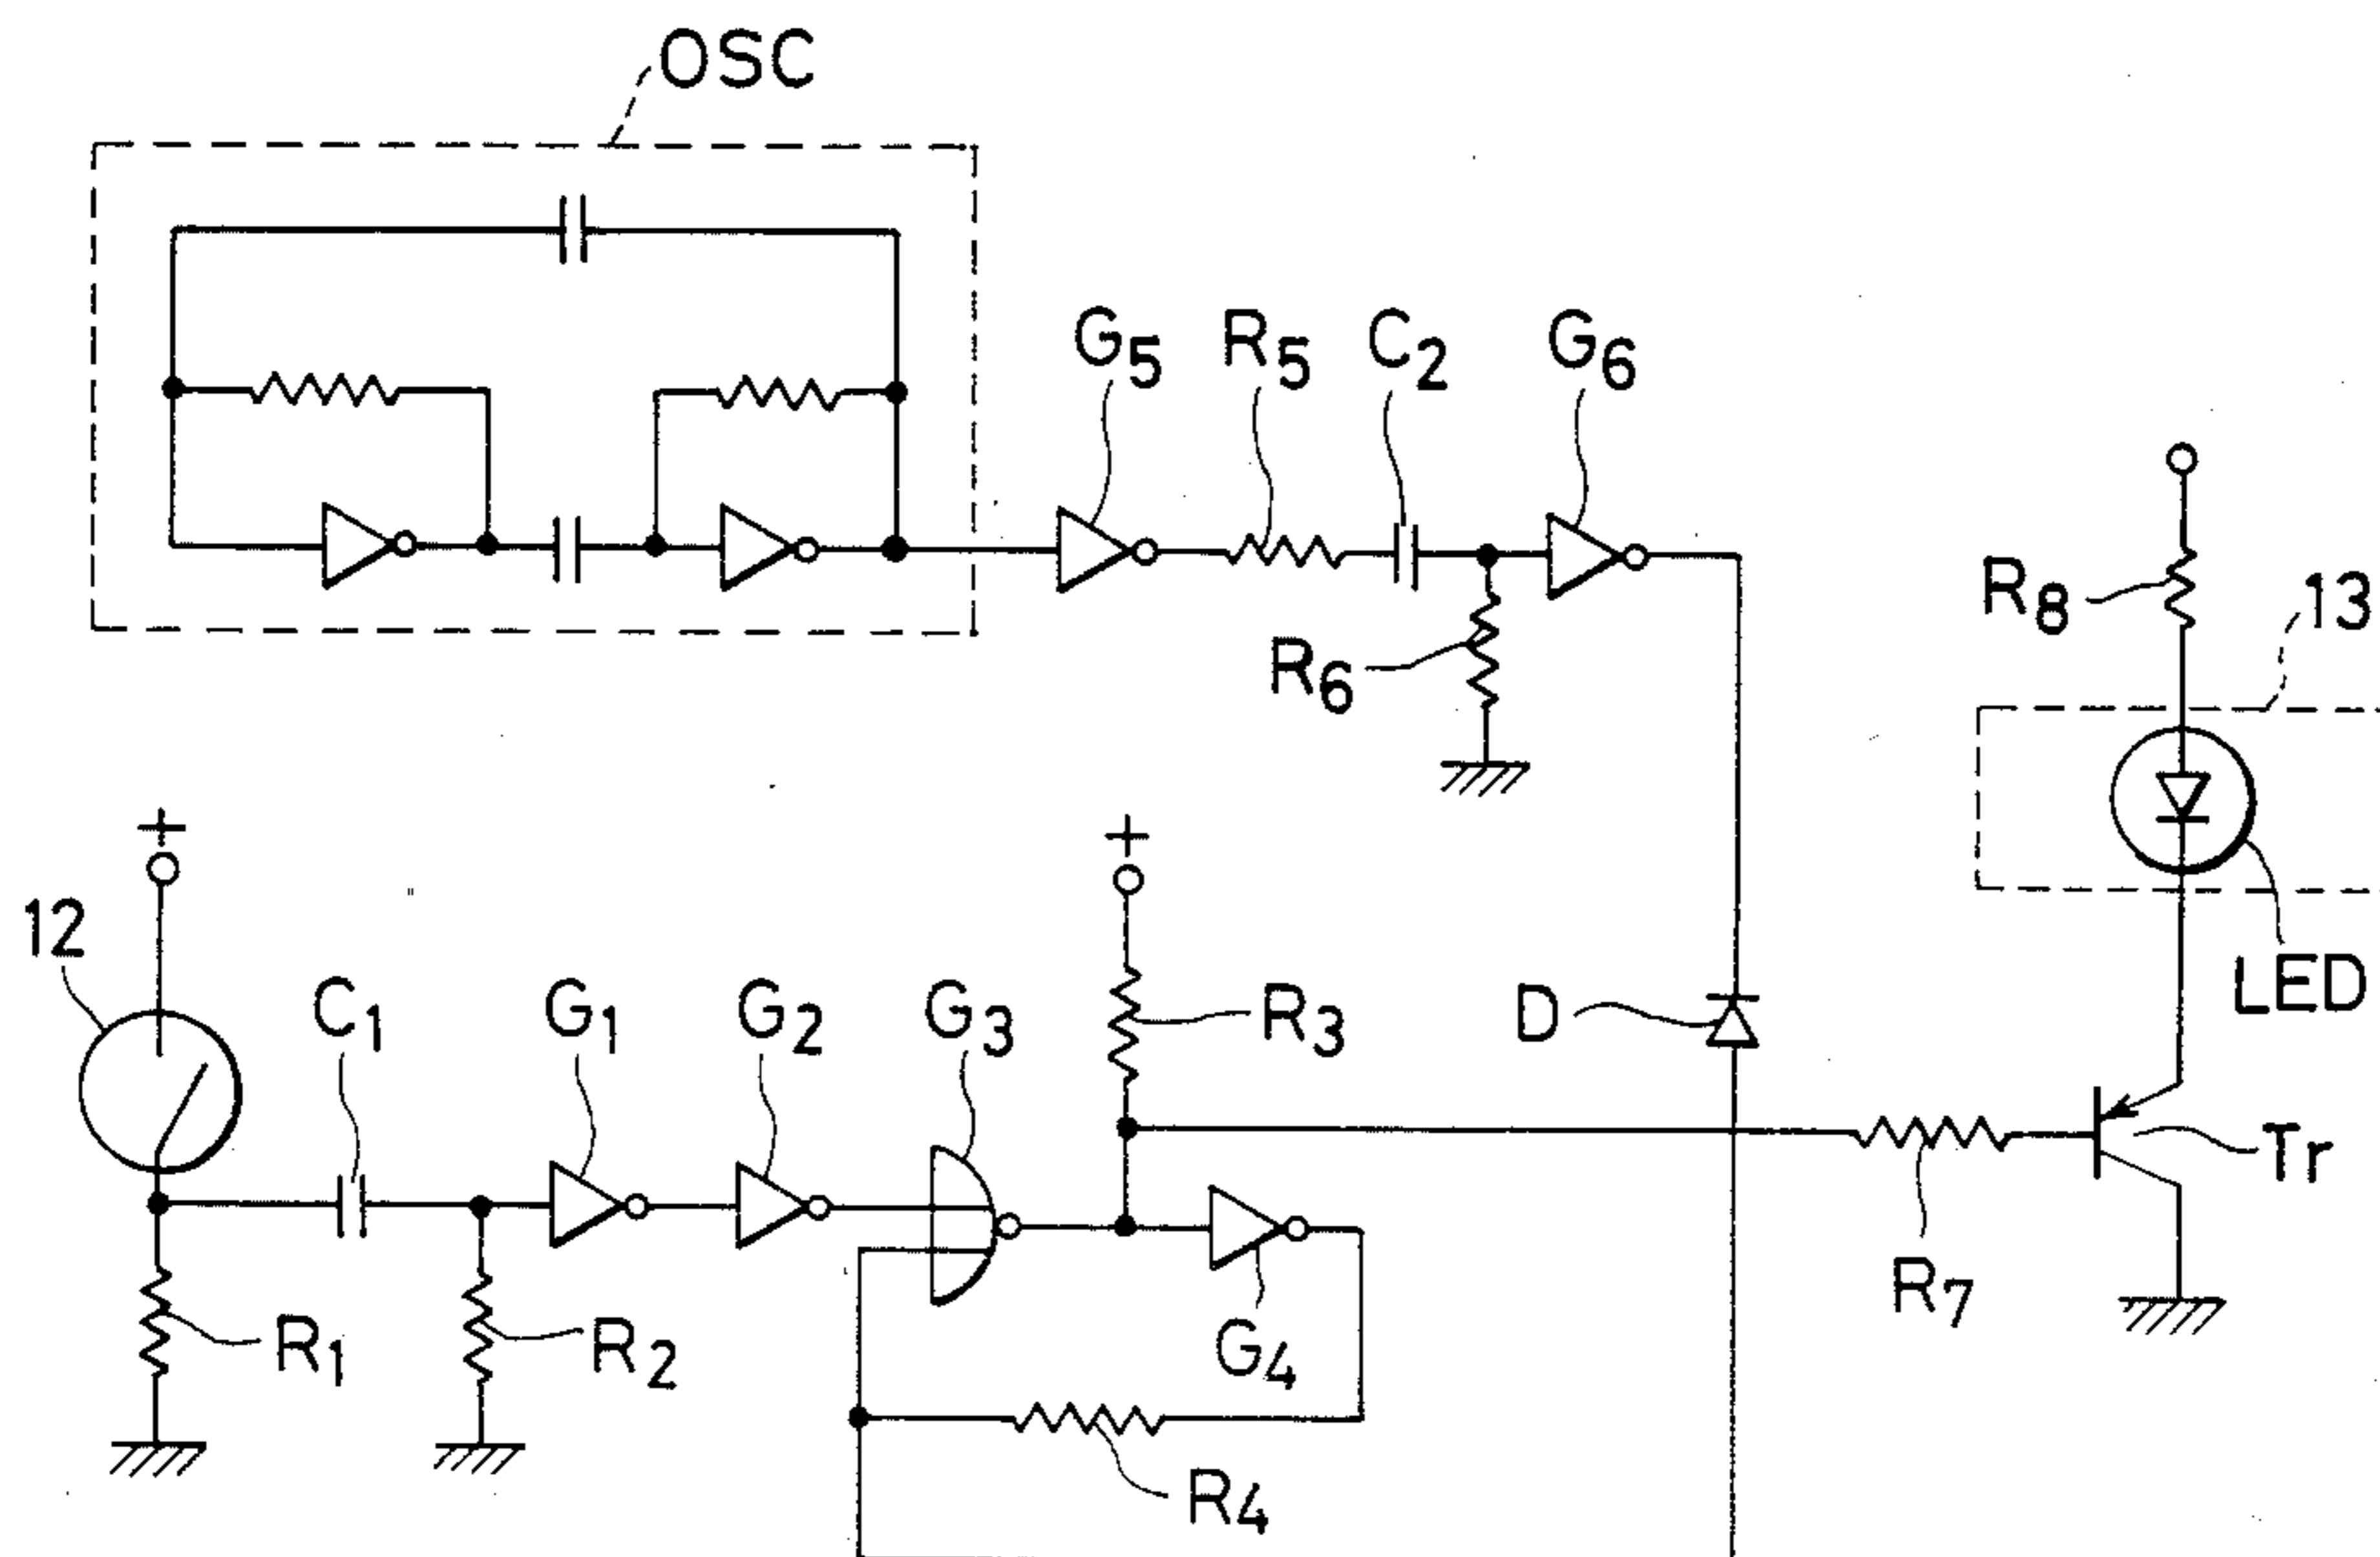 OSC
G5 R5 C2 G6
R8 13
R6
+ +
12 C1 G1 G2 G3 R3 D LED
Tr
R1 R2 G4 R7
R4